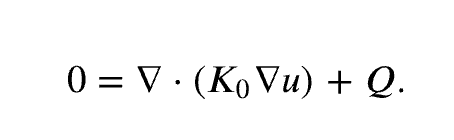 0 = ∇ · (K₀∇u) + Q.